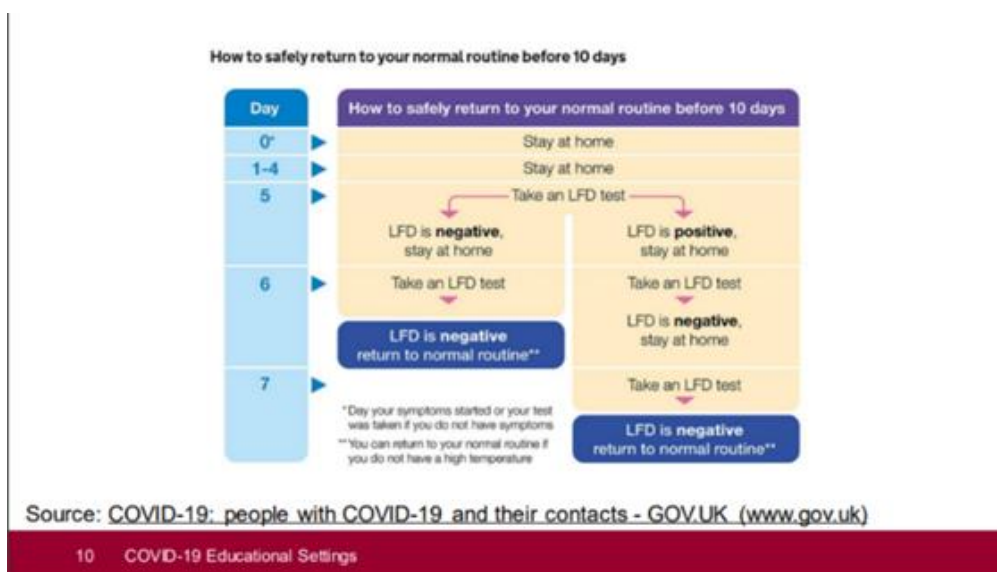 How to safely return to your normal routine before 10 days
Day
How to safely return to your normal routine before 10 days
0*
Stay at home
1-4
Stay at home
5
Take an LFD test
LFD is negative,
stay at home
LFD is positive,
stay at home
6
Take an LFD test
LFD is negative
return to normal routine**
Take an LFD test
LFD is negative,
stay at home
7
Take an LFD test
LFD is negative
return to normal routine**
*Day your symptoms started or your test
was taken if you do not have symptoms
**You can return to your normal routine if
you do not have a high temperature
Source: COVID-19: people with COVID-19 and their contacts - GOV.UK (www.gov.uk)
10 COVID-19 Educational Settings